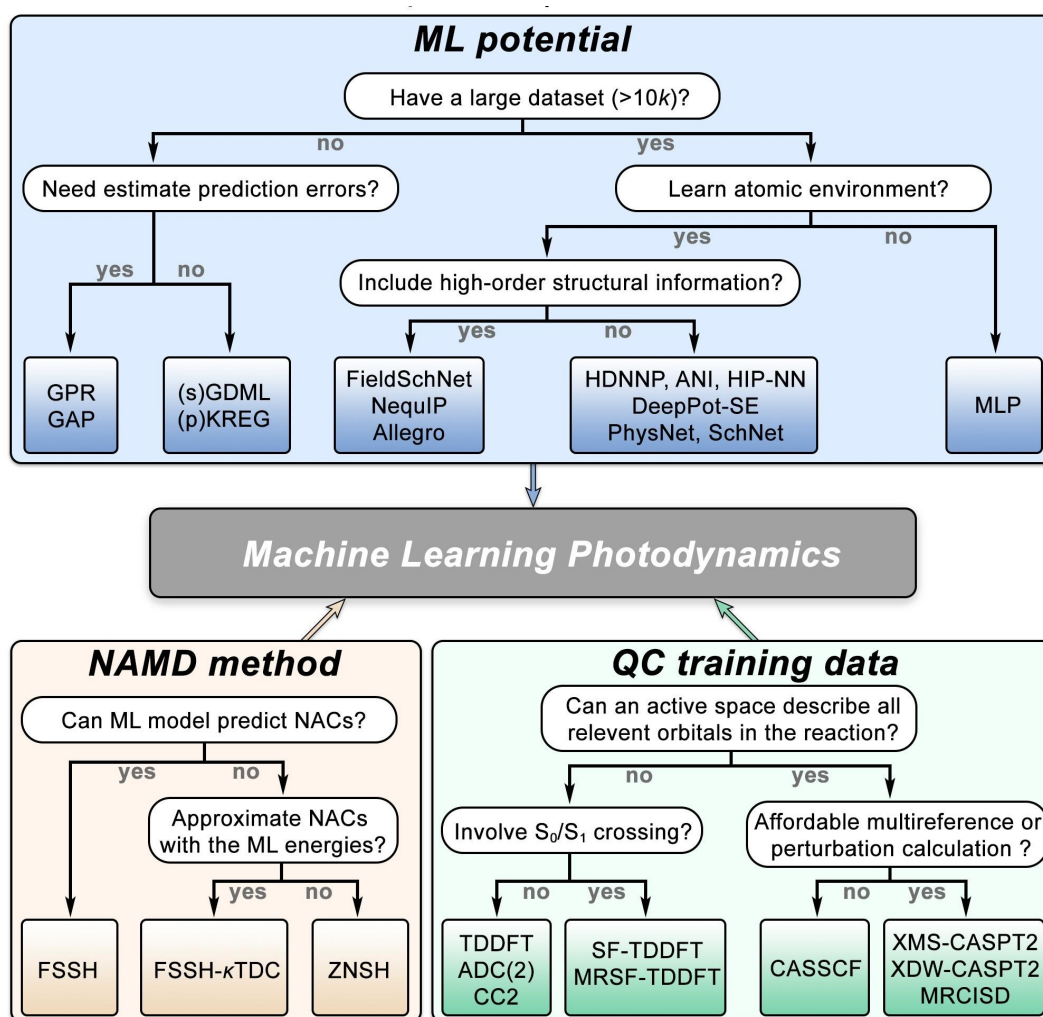 ML potential
Have a large dataset (>10k)?
no
yes
Need estimate prediction errors?
Learn atomic environment?
yes
no
yes
no
Include high-order structural information?
yes
no
GPR
GAP
(s)GDML
(p)KREG
FieldSchNet
NequIP
Allegro
HDNNP, ANI, HIP-NN
DeepPot-SE
PhysNet, SchNet
MLP
Machine Learning Photodynamics
NAMD method
Can ML model predict NACs?
yes
no
Approximate NACs
with the ML energies?
yes
no
FSSH
FSSH-κTDC
ZNSH
QC training data
Can an active space describe all
relevent orbitals in the reaction?
no
yes
Involve S₀/S₁ crossing?
Affordable multireference or
perturbation calculation ?
no
yes
no
yes
TDDFT
ADC(2)
CC2
SF-TDDFT
MRSF-TDDFT
CASSCF
XMS-CASPT2
XDW-CASPT2
MRCISD